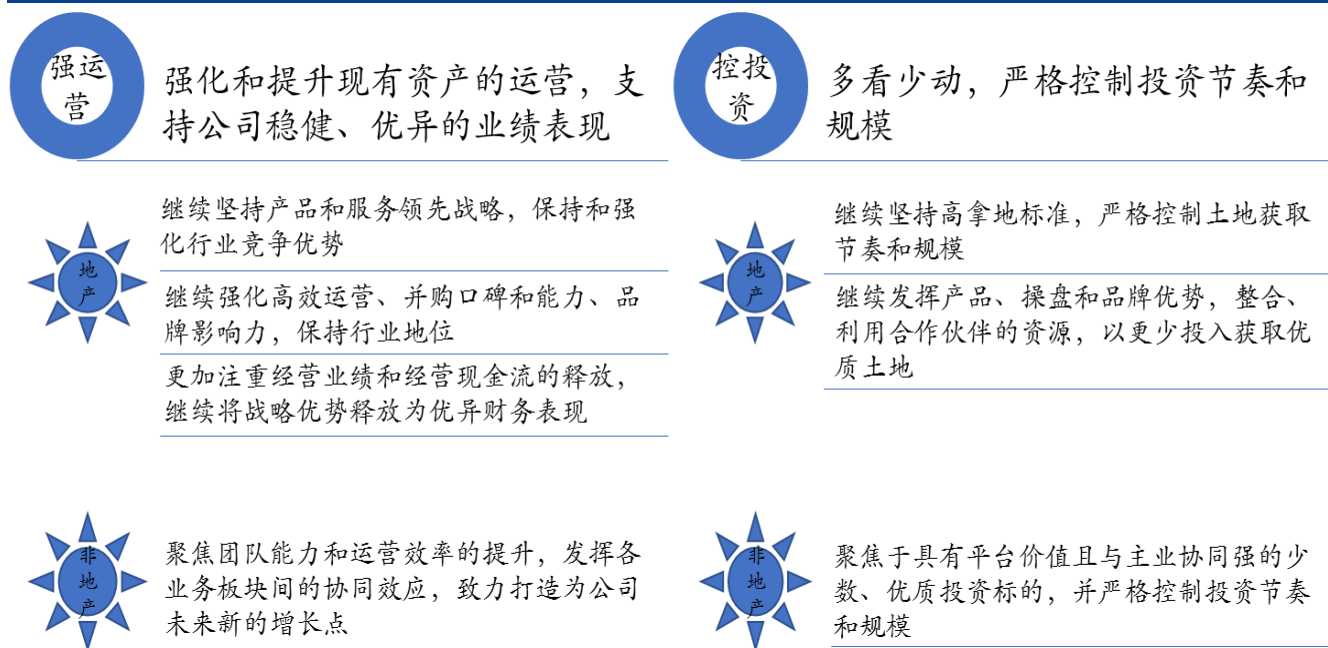 强运
营
强化和提升现有资产的运营，支
持公司稳健、优异的业绩表现
地
产
继续坚持产品和服务领先战略，保持和强
化行业竞争优势
继续强化高效运营、并购口碑和能力、品
牌影响力，保持行业地位
更加注重经营业绩和经营现金流的释放，
继续将战略优势释放为优异财务表现
非
地
产
聚焦团队能力和运营效率的提升，发挥各
业务板块间的协同效应，致力打造为公司
未来新的增长点
控投
资
多看少动，严格控制投资节奏和
规模
地
产
继续坚持高拿地标准，严格控制土地获取
节奏和规模
继续发挥产品、操盘和品牌优势，整合、
利用合作伙伴的资源，以更少投入获取优
质土地
非
地
产
聚焦于具有平台价值且与主业协同强的少
数、优质投资标的，并严格控制投资节奏
和规模